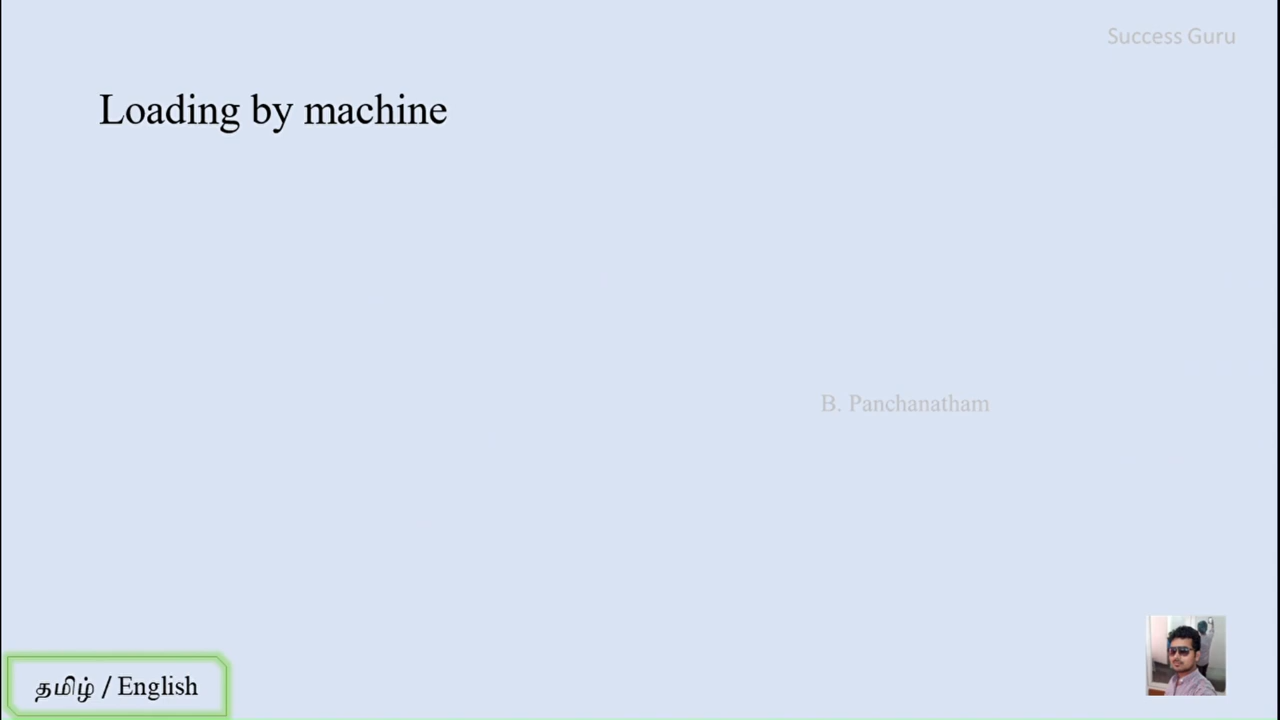 Success Guru
Loading by machine
B. Panchanatham
தமிழ் / English